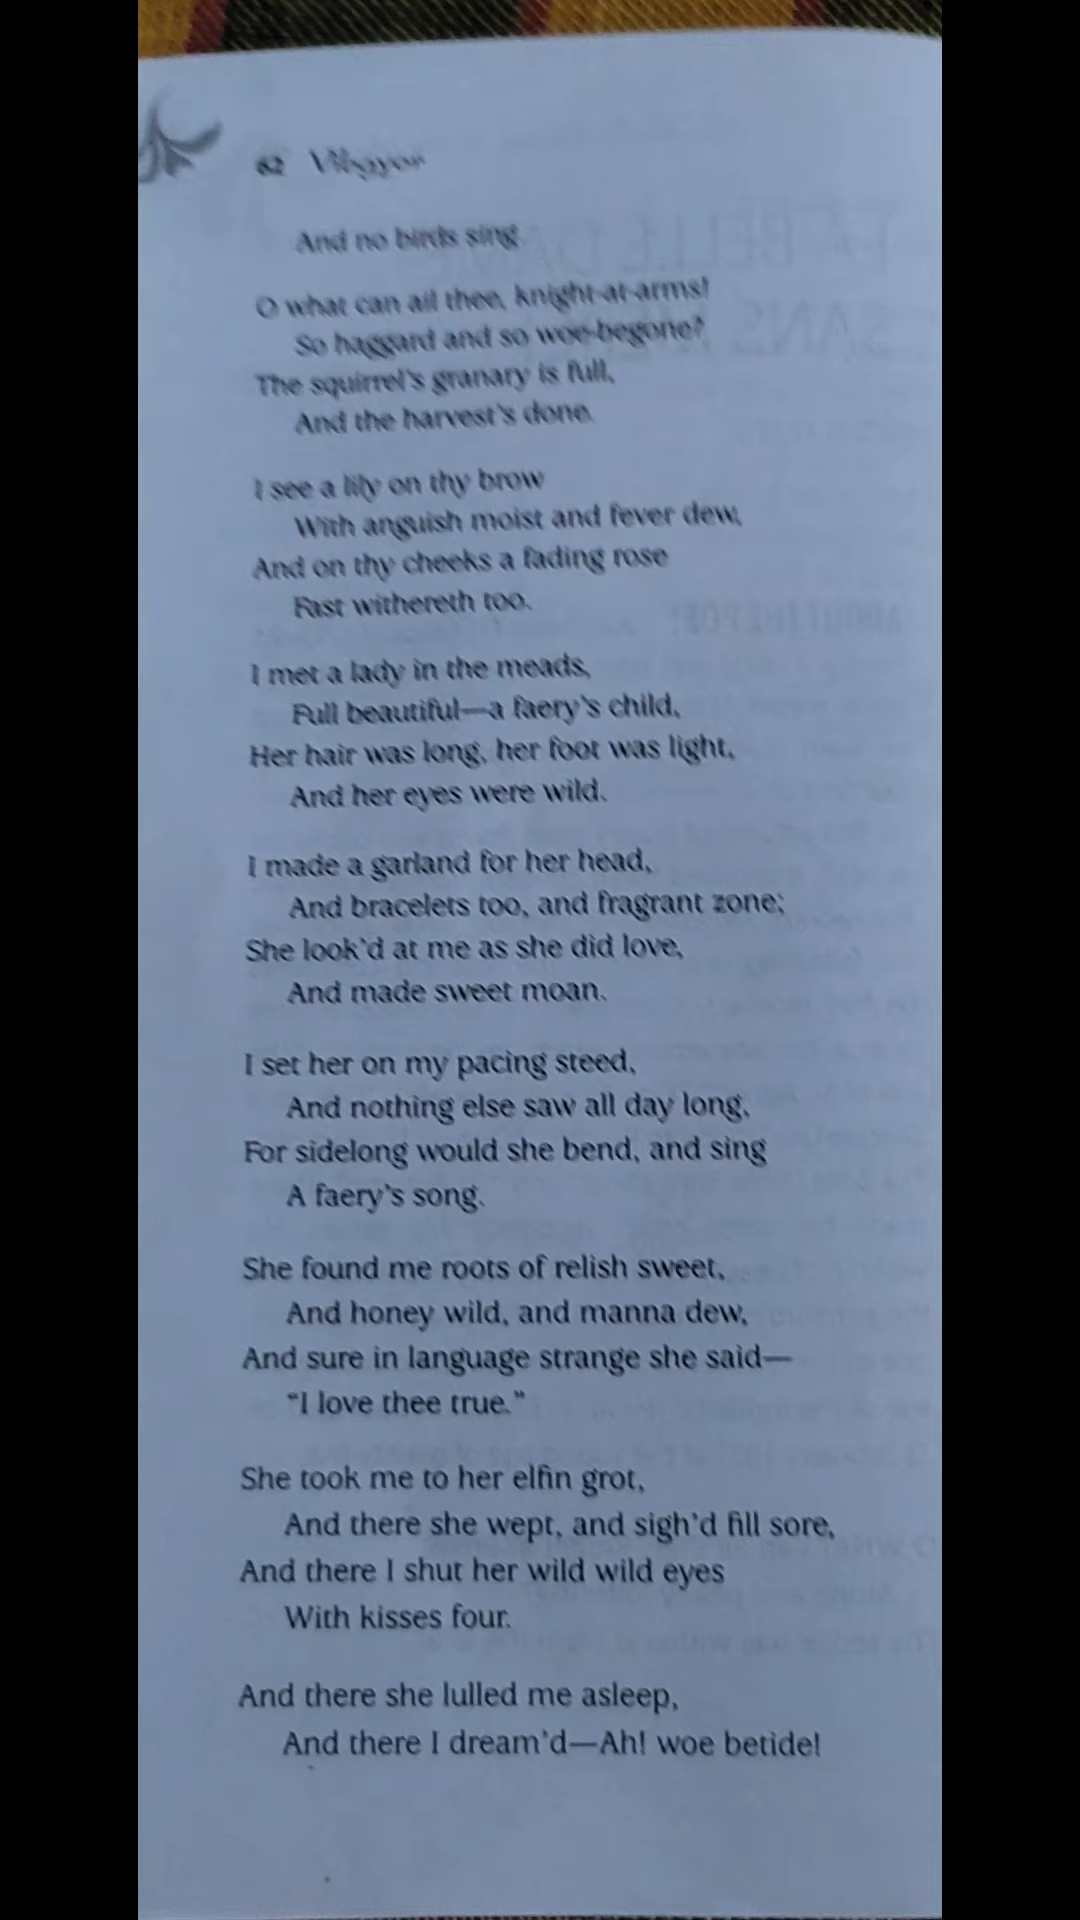 62
And no birds sing.
O what can ail thee, knight-at-arms!
So haggard and so woe-begone?
The squirrel's granary is full,
And the harvest's done.
I see a lily on thy brow
With anguish moist and fever dew,
And on thy cheeks a fading rose
Fast withereth too.
I met a lady in the meads,
Full beautiful—a faery's child,
Her hair was long, her foot was light,
And her eyes were wild.
I made a garland for her head,
And bracelets too, and fragrant zone;
She look'd at me as she did love,
And made sweet moan.
I set her on my pacing steed,
And nothing else saw all day long,
For sidelong would she bend, and sing
A faery's song.
She found me roots of relish sweet,
And honey wild, and manna dew,
And sure in language strange she said—
"I love thee true."
She took me to her elfin grot,
And there she wept, and sigh'd fill sore,
And there I shut her wild wild eyes
With kisses four.
And there she lulled me asleep,
And there I dream'd—Ah! woe betide!